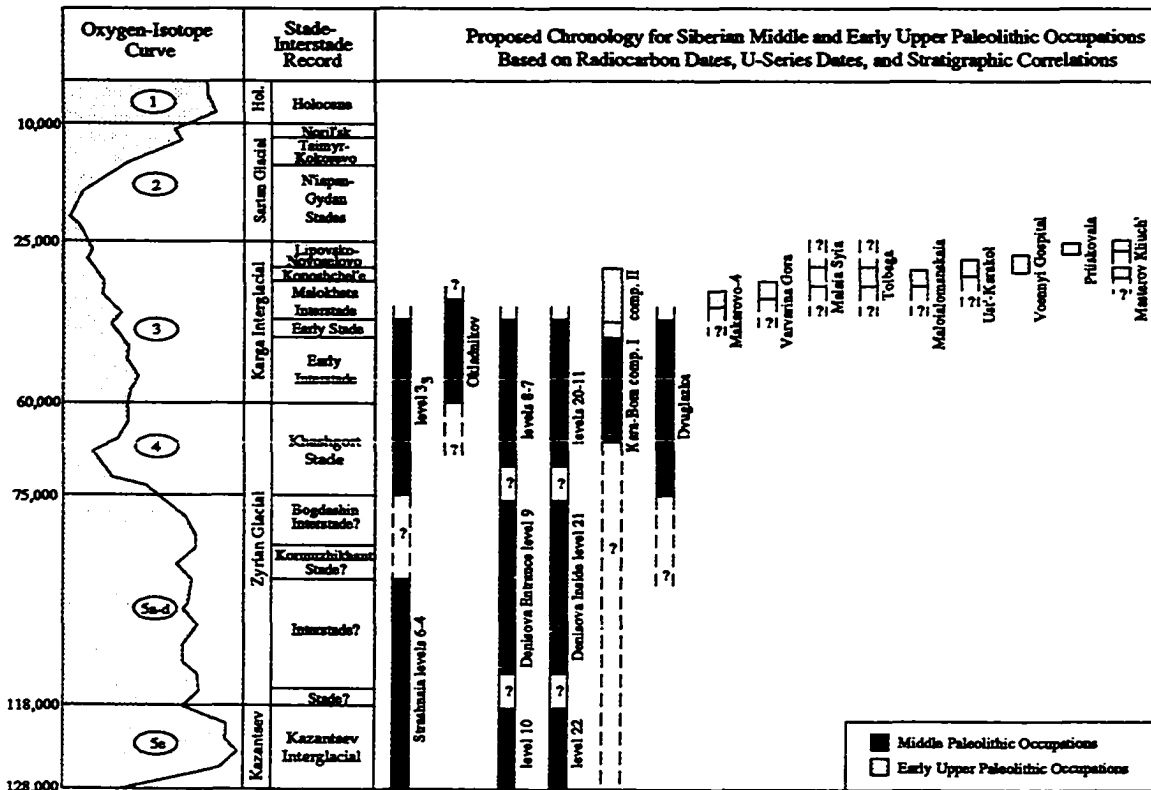 Oxygen-Isotope
Curve
Stade-
Interstade
Record
Proposed Chronology for Siberian Middle and Early Upper Paleolithic Occupations
Based on Radiocarbon Dates, U-Series Dates, and Stratigraphic Correlations
1
Hol.
Holocene
10,000
Noril'sk
Taimyr-
Kokorevo
2
Sartan Glacial
N'iapan-
Gydan
Stades
25,000
Lipovsko-
Novoselovo
Konoshchel'e
Malokheta
Interstade
3
Karga Interglacial
Early Stade
Early
Interstade
60,000
4
Khashgort
Stade
75,000
Zyrian Glacial
Bogdashin
Interstade?
Stade?
5a-d
Interstade?
118,000
Stade?
5e
Kazantsev
Kazantsev
Interglacial
128,000
Strashnaia levels 6-4
?
level 3
?
Okladnikov
?
level 10
?
Denisova Entrance level 9
?
levels 8-7
level 22
?
Denisova Inside level 21
?
levels 20-11
?
Kara-Bom comp. I
comp. II
?
Dvuglaska
?
Makarovo-4
?
Varvarina Gora
?
?
Malaia Syia
?
?
Tolbaga
?
Maloialomanskaia
?
Ust'-Karakol
Voennyi Gospital
Priiskovaia
?
?
Masterov Kliuch'
Middle Paleolithic Occupations
Early Upper Paleolithic Occupations